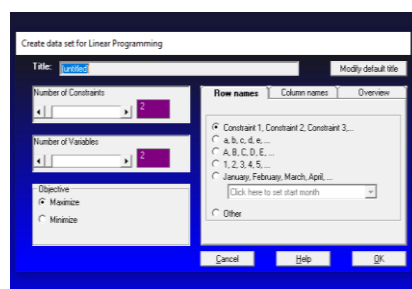 Create data set for Linear Programming
Title: (untitled)
Modify default title
Number of Constraints
2
Number of Variables
2
Objective
Maximize
Minimize
Row names Column names Overview
Constraint 1, Constraint 2, Constraint 3,...
a, b, c, d, e,...
A, B, C, D, E,...
1, 2, 3, 4, 5,...
January, February, March, April, ...
Click here to set start month
Other
Cancel Help OK